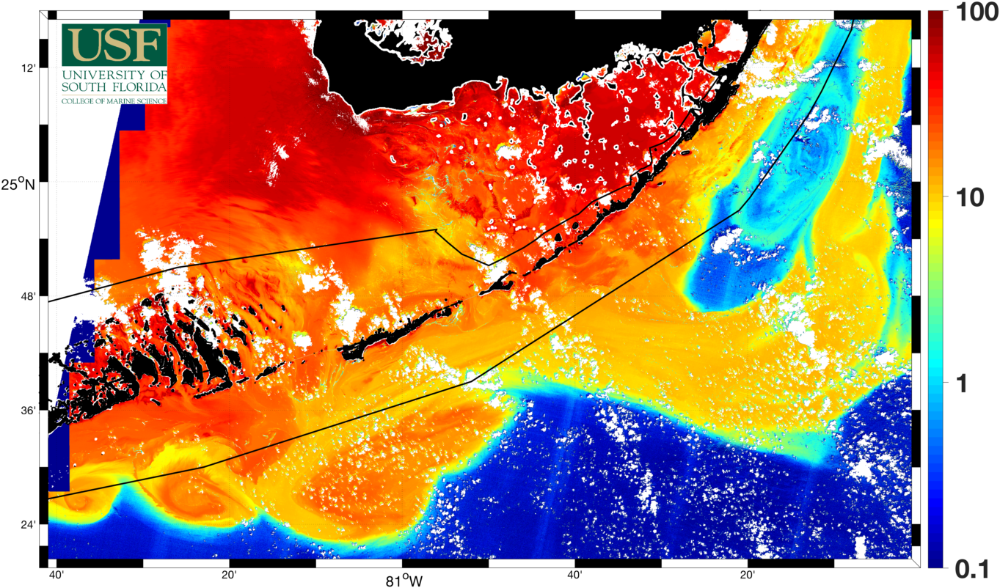 USF
UNIVERSITY OF
SOUTH FLORIDA
COLLEGE OF MARINE SCIENCE
12'
25°N
48'
36'
24'
40'
20'
81°W
40'
20'
100
10
1
0.1